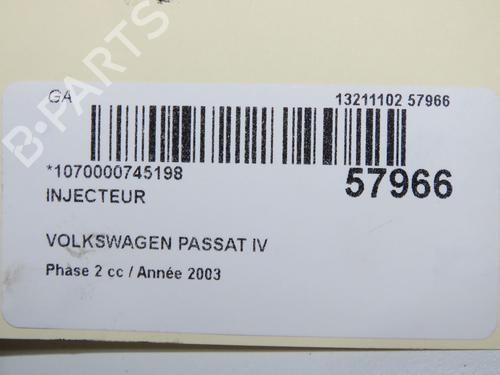 B-PARTS
GA
13211102 57966
*1070000745198
57966
INJECTEUR
VOLKSWAGEN PASSAT IV
Phase 2 cc / Année 2003